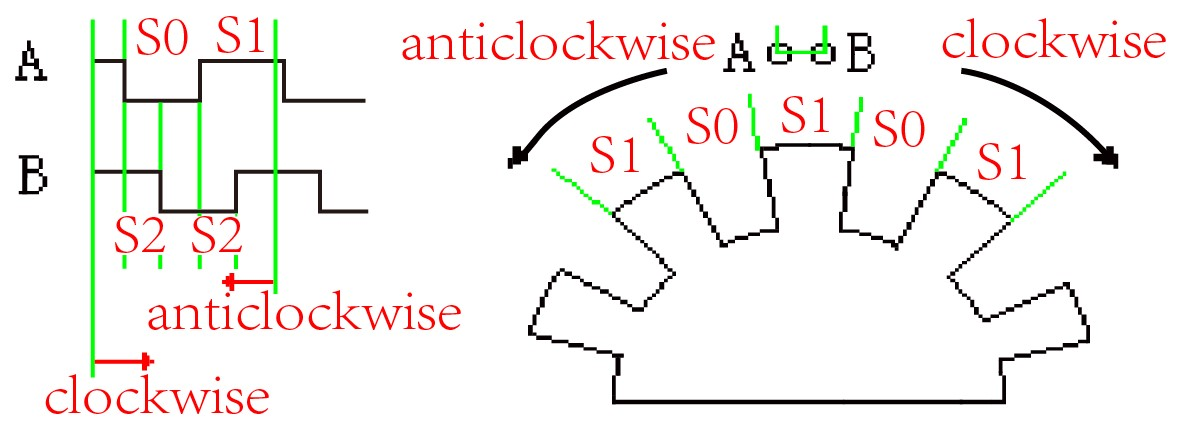 S0 S1
A
B
S2 S2
anticlockwise
clockwise
anticlockwise A B clockwise
S1 S0 S1 S0 S1